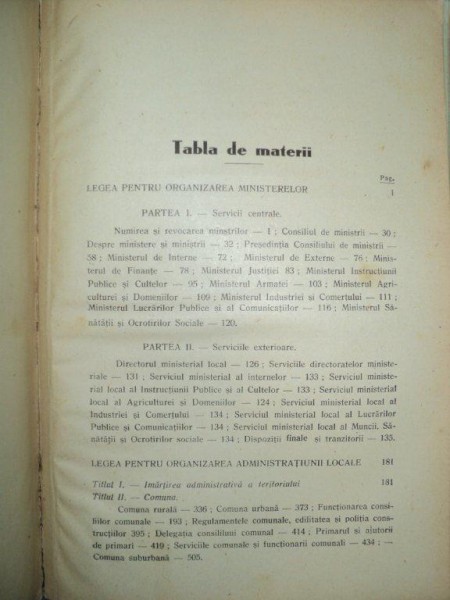 Tabla de materii
Pag.
LEGEA PENTRU ORGANIZAREA MINISTERELOR 1
PARTEA I. — Servicii centrale.
Numirea și revocarea miniștrilor — 1 ; Consiliul de miniștrii — 30 ;
Despre ministere și miniștrii — 32 ; Președinția Consiliului de miniștrii —
58 ; Ministerul de Interne — 72 ; Ministerul de Externe — 76 ; Minis-
terul de Finanțe — 78 ; Ministerul Justiției 83 ; Ministerul Instrucțiunii
Publice și Cultelor — 95 ; Ministerul Armatei — 103 ; Ministerul Agri-
culturei și Domeniilor — 109 ; Ministerul Industriei și Comerțului — 111 ;
Ministerul Lucrărilor Publice și al Comunicațiilor — 116 ; Ministerul Să-
nătății și Ocrotirilor Sociale — 120.
PARTEA II. — Serviciile exterioare.
Directorul ministerial local — 126 ; Serviciile directoratelor ministe-
riale — 131 ; Serviciul ministerial al internelor — 133 ; Serviciul ministe-
rial local al Instrucțiunii Publice și al Cultelor — 133 ; Serviciul ministerial
local al Agriculturei și Domeniilor — 124 ; Serviciul ministerial local al
Industriei și Comerțului — 134 ; Serviciul ministerial local al Lucrărilor
Publice și Comunicațiilor — 134 ; Serviciul ministerial local al Muncii, Să-
nătății și Ocrotirilor sociale — 134 ; Dispoziții finale și tranzitorii — 135.
LEGEA PENTRU ORGANIZAREA ADMINISTRAȚIUNII LOCALE 181
Titlul I. — Imărțirea administrativă a teritoriului 181
Titlul II. — Comuna.
Comuna rurală — 336 ; Comuna urbană — 373 ; Funcționarea consi-
liilor comunale — 193 ; Regulamentele comunale, edilitatea și poliția con-
strucțiilor 395 ; Delegația consiliului comunal — 414 ; Primarul și ajutorii
de primari — 419 ; Serviciile comunale și funcționarii comunali — 434 ; —
Comuna suburbană — 505.